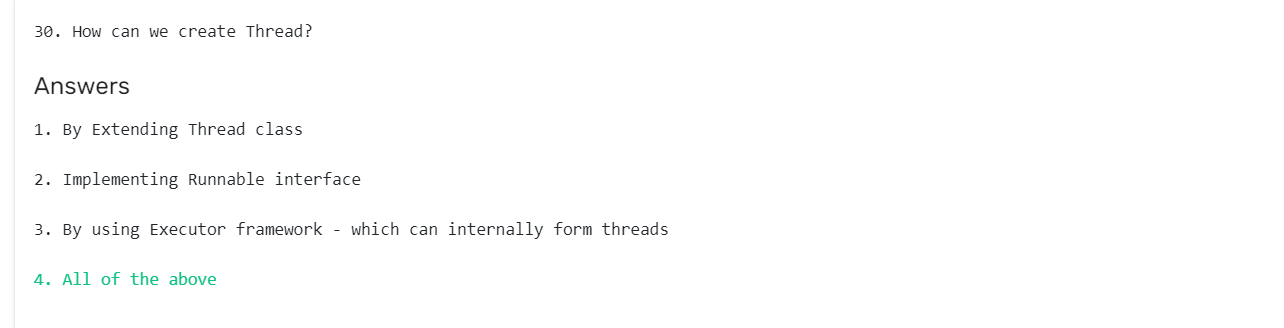 30. How can we create Thread?
Answers
1. By Extending Thread class
2. Implementing Runnable interface
3. By using Executor framework - which can internally form threads
4. All of the above